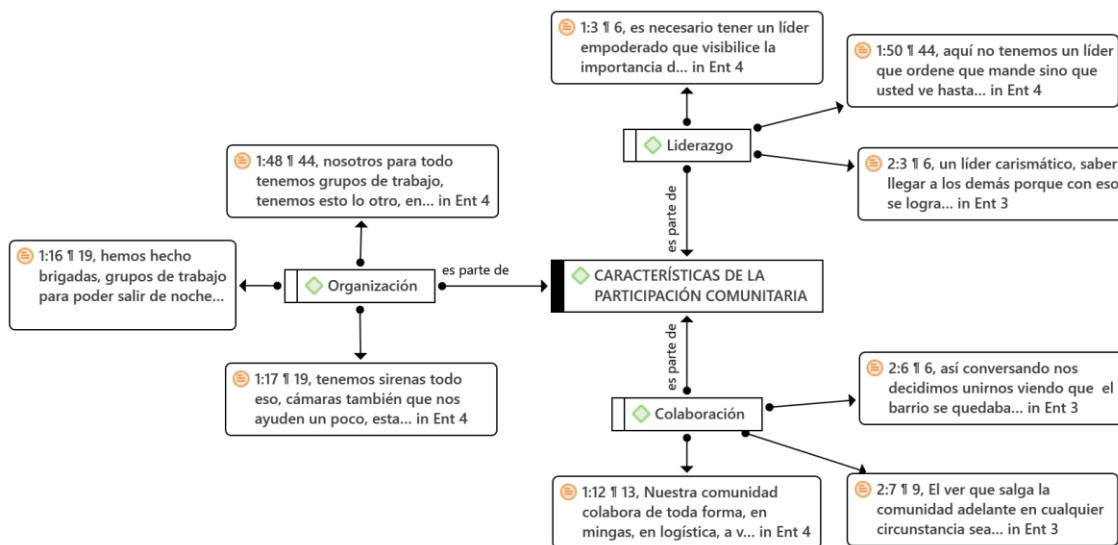 1:3 ¶ 6, es necesario tener un líder
empoderado que visibilice la
importancia d... in Ent 4
1:50 ¶ 44, aquí no tenemos un líder
que ordene que mande sino que
usted ve hasta... in Ent 4
Liderazgo
2:3 ¶ 6, un líder carismático, saber
llegar a los demás porque con eso
se logra... in Ent 3
es parte de
1:48 ¶ 44, nosotros para todo
tenemos grupos de trabajo,
tenemos esto lo otro, en... in Ent 4
1:16 ¶ 19, hemos hecho
brigadas, grupos de trabajo
para poder salir de noche...
Organización
es parte de
CARACTERÍSTICAS DE LA
PARTICIPACIÓN COMUNITARIA
1:17 ¶ 19, tenemos sirenas todo
eso, cámaras también que nos
ayuden un poco, esta... in Ent 4
es parte de
2:6 ¶ 6, así conversando nos
decidimos unirnos viendo que el
barrio se quedaba... in Ent 3
Colaboración
1:12 ¶ 13, Nuestra comunidad
colabora de toda forma, en
mingas, en logística, a v... in Ent 4
2:7 ¶ 9, El ver que salga la
comunidad adelante en cualquier
circunstancia sea... in Ent 3